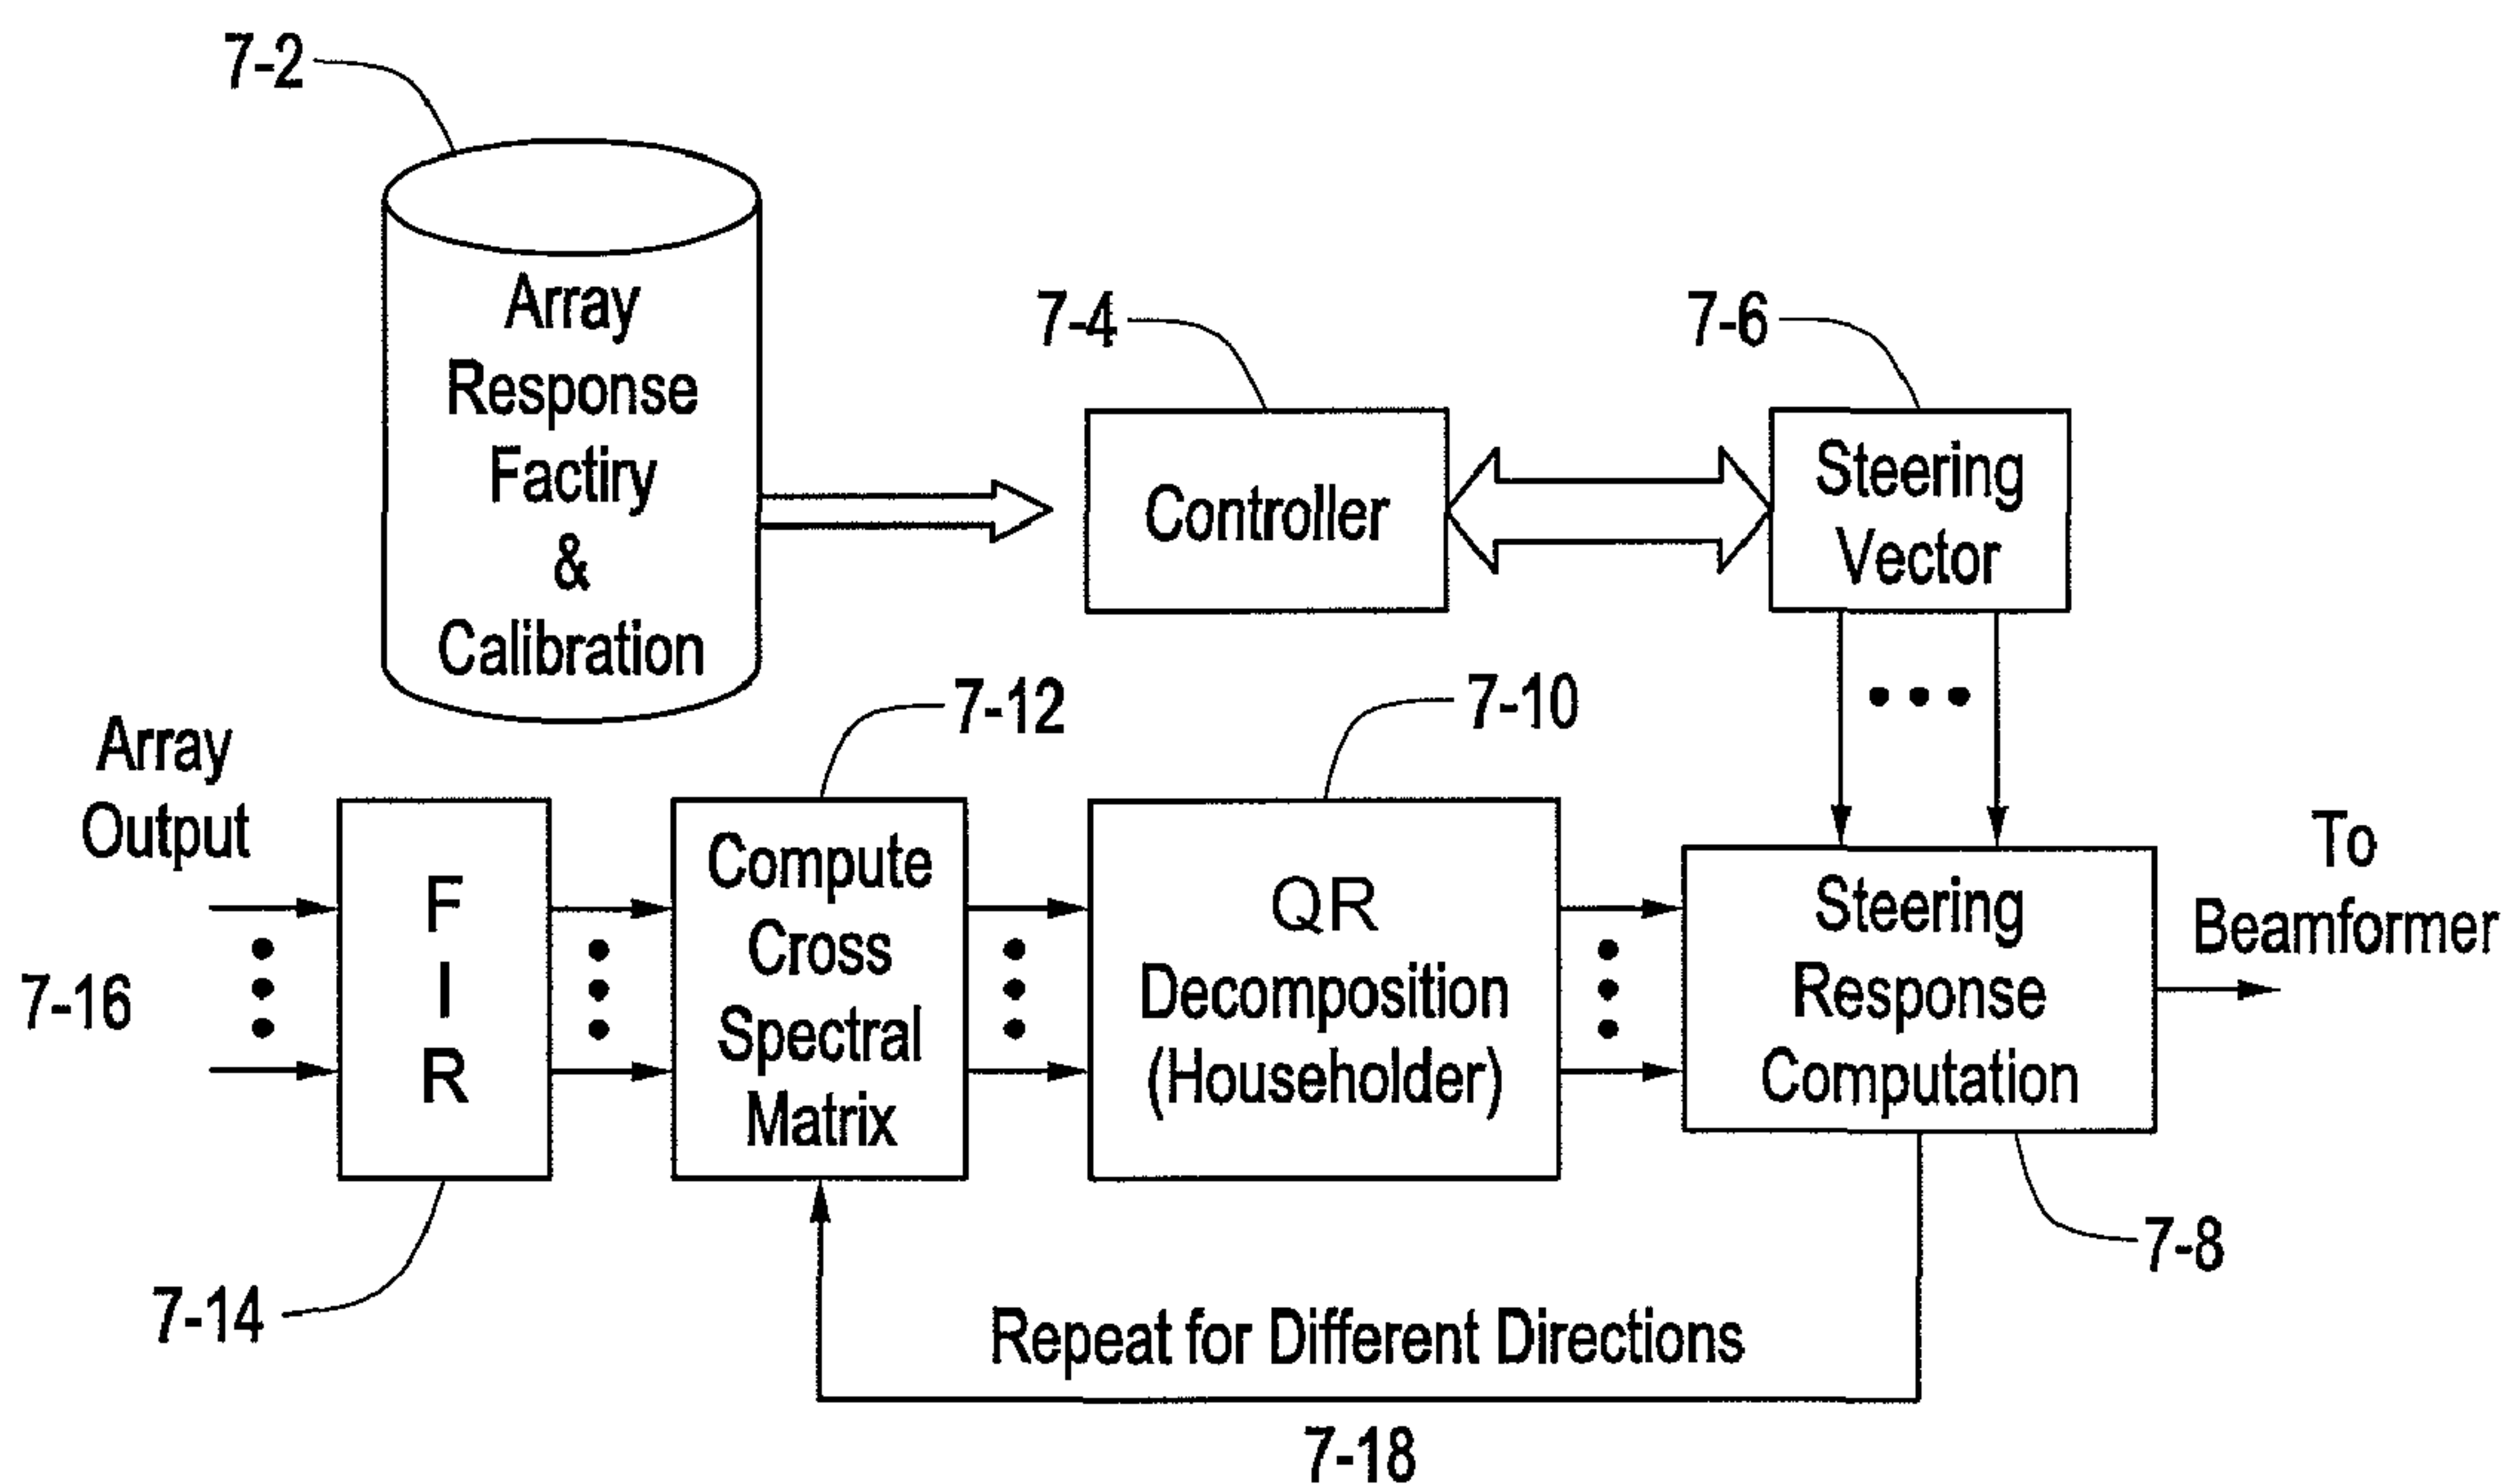 7-2
Array
Response
Factiry
&
Calibration
7-4
Controller
7-6
Steering
Vector
Array
Output
7-16
F
I
R
7-14
7-12
Compute
Cross
Spectral
Matrix
7-10
QR
Decomposition
(Householder)
Steering
Response
Computation
7-8
To
Beamformer
Repeat for Different Directions
7-18